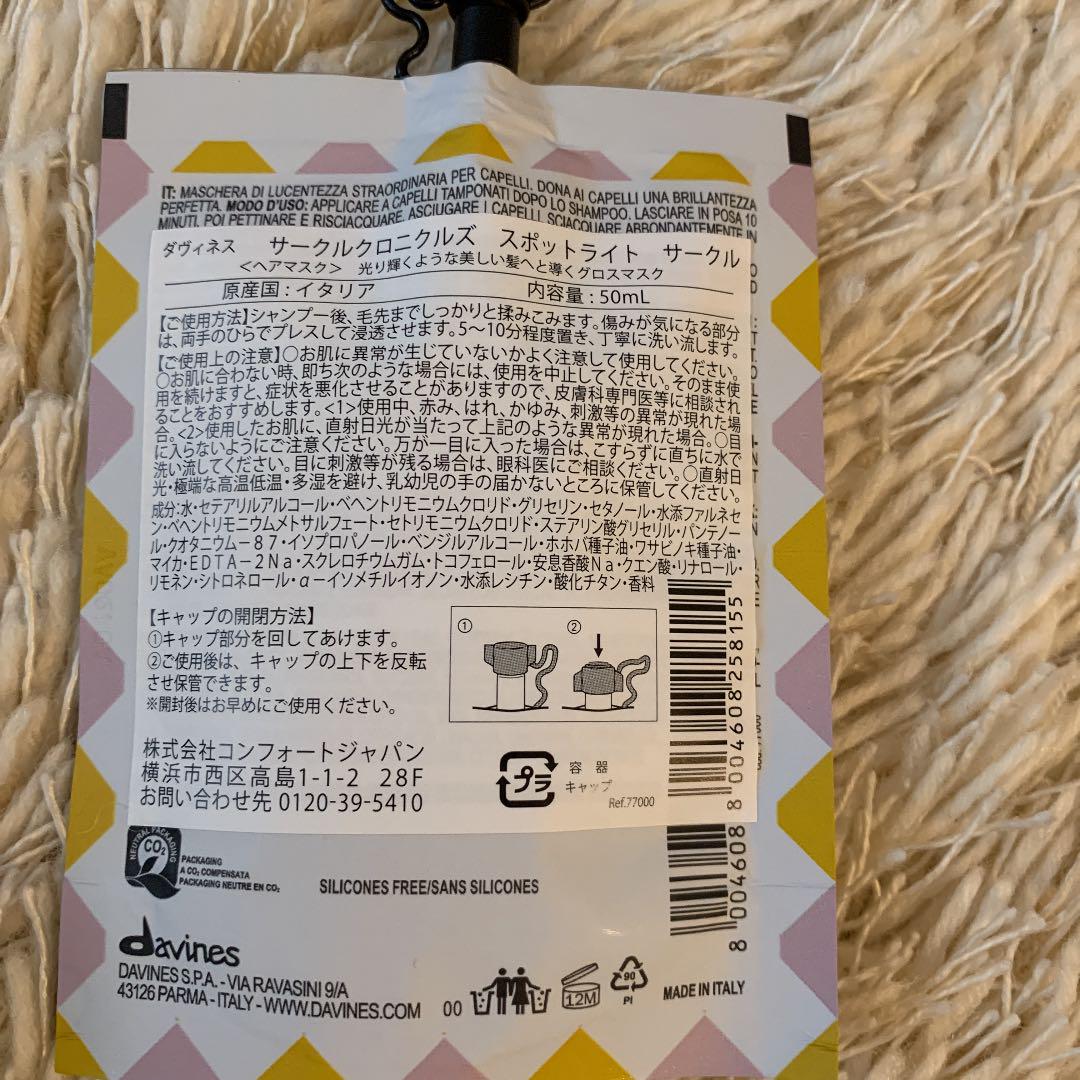 IT: MASCHERA DI LUCENTEZZA STRAORDINARIA PER CAPELLI. DONA AI CAPELLI UNA BRILLANTEZZA
PERFETTA. MODO D'USO: APPLICARE A CAPELLI TAMPONATI DOPO LO SHAMPOO. LASCIARE IN POSA 10
MINUTI, POI PETTINARE E RISCIACQUARE. ASCIUGARE I CAPELLI. SCIACQUARE ABBONDANTEMENTE IN
ダヴィネス サークルクロニクルズ スポットライト サークル
<ヘアマスク> 光り輝くような美しい髪へと導くグロスマスク
原産国:イタリア 内容量:50mL
【ご使用方法】シャンプー後、毛先までしっかりと揉みこみます。傷みが気になる部分
は、両手のひらでプレスして浸透させます。5〜10分程度置き、丁寧に洗い流します。
【ご使用上の注意】○お肌に異常が生じていないかよく注意して使用してください。
○お肌に合わない時、即ち次のような場合には、使用を中止してください。そのまま使
用を続けますと、症状を悪化させることがありますので、皮膚科専門医等に相談され
ることをおすすめします。<1>使用中、赤み、はれ、かゆみ、刺激等の異常が現れた場
合。<2>使用したお肌に、直射日光が当たって上記のような異常が現れた場合。○目
に入らないようにご注意ください。万が一目に入った場合は、こすらずに直ちに水で
洗い流してください。目に刺激等が残る場合は、眼科医にご相談ください。○直射日
光・極端な高温低温・多湿を避け、乳幼児の手の届かないところに保管してください。
成分:水・セテアリルアルコール・ベヘントリモニウムクロリド・グリセリン・セタノール・水添ファルネセ
ン・ベヘントリモニウムメトサルフェート・セトリモニウムクロリド・ステアリン酸グリセリル・パンテノー
ル・クオタニウム－87・イソプロパノール・ベンジルアルコール・ホホバ種子油・ワサビノキ種子油・
マイカ・EDTA－2Na・スクレロチウムガム・トコフェロール・安息香酸Na・クエン酸・リナロール・
リモネン・シトロネロール・α－イソメチルイオノン・水添レシチン・酸化チタン・香料
【キャップの開閉方法】
①キャップ部分を回してあけます。
②ご使用後は、キャップの上下を反転
させ保管できます。
※開封後はお早めにご使用ください。
① ②
株式会社コンフォートジャパン
横浜市西区高島1-1-2 28F
お問い合わせ先 0120-39-5410
プラ
容器
キャップ
Ref.77000
8 004608 258155
8 004608
NEUTRAL PACKAGING
CO₂
PACKAGING
A CO₂ COMPENSATA
PACKAGING NEUTRE EN CO₂
SILICONES FREE/SANS SILICONES
davines
DAVINES S.P.A. - VIA RAVASINI 9/A
43126 PARMA - ITALY - WWW.DAVINES.COM
00
12M
90
PI
MADE IN ITALY